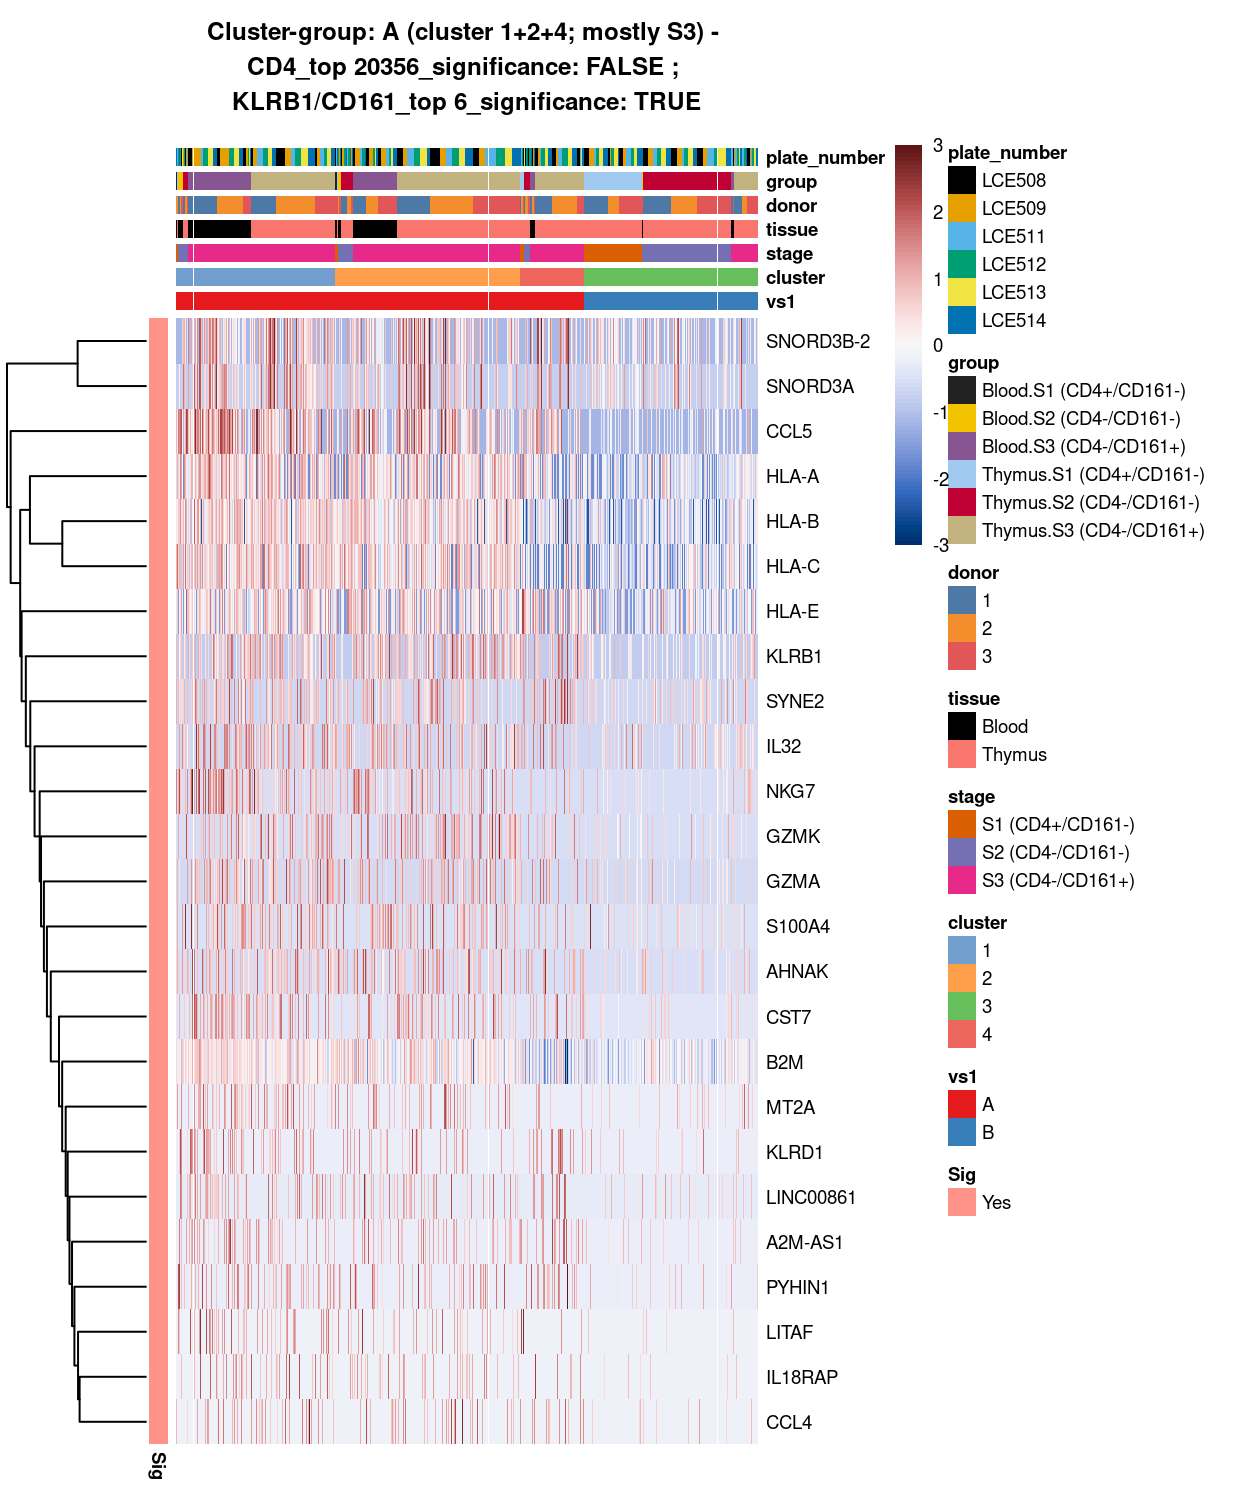 Cluster-group: A (cluster 1+2+4; mostly S3) -
CD4_top 20356_significance: FALSE ;
KLRB1/CD161_top 6_significance: TRUE
plate_number
group
donor
tissue
stage
cluster
vs1
SNORD3B-2
SNORD3A
CCL5
HLA-A
HLA-B
HLA-C
HLA-E
KLRB1
SYNE2
IL32
NKG7
GZMK
GZMA
S100A4
AHNAK
CST7
B2M
MT2A
KLRD1
LINC00861
A2M-AS1
PYHIN1
LITAF
IL18RAP
CCL4
Sig
3
2
1
0
-1
-2
-3
plate_number
LCE508
LCE509
LCE511
LCE512
LCE513
LCE514
group
Blood.S1 (CD4+/CD161-)
Blood.S2 (CD4-/CD161-)
Blood.S3 (CD4-/CD161+)
Thymus.S1 (CD4+/CD161-)
Thymus.S2 (CD4-/CD161-)
Thymus.S3 (CD4-/CD161+)
donor
1
2
3
tissue
Blood
Thymus
stage
S1 (CD4+/CD161-)
S2 (CD4-/CD161-)
S3 (CD4-/CD161+)
cluster
1
2
3
4
vs1
A
B
Sig
Yes